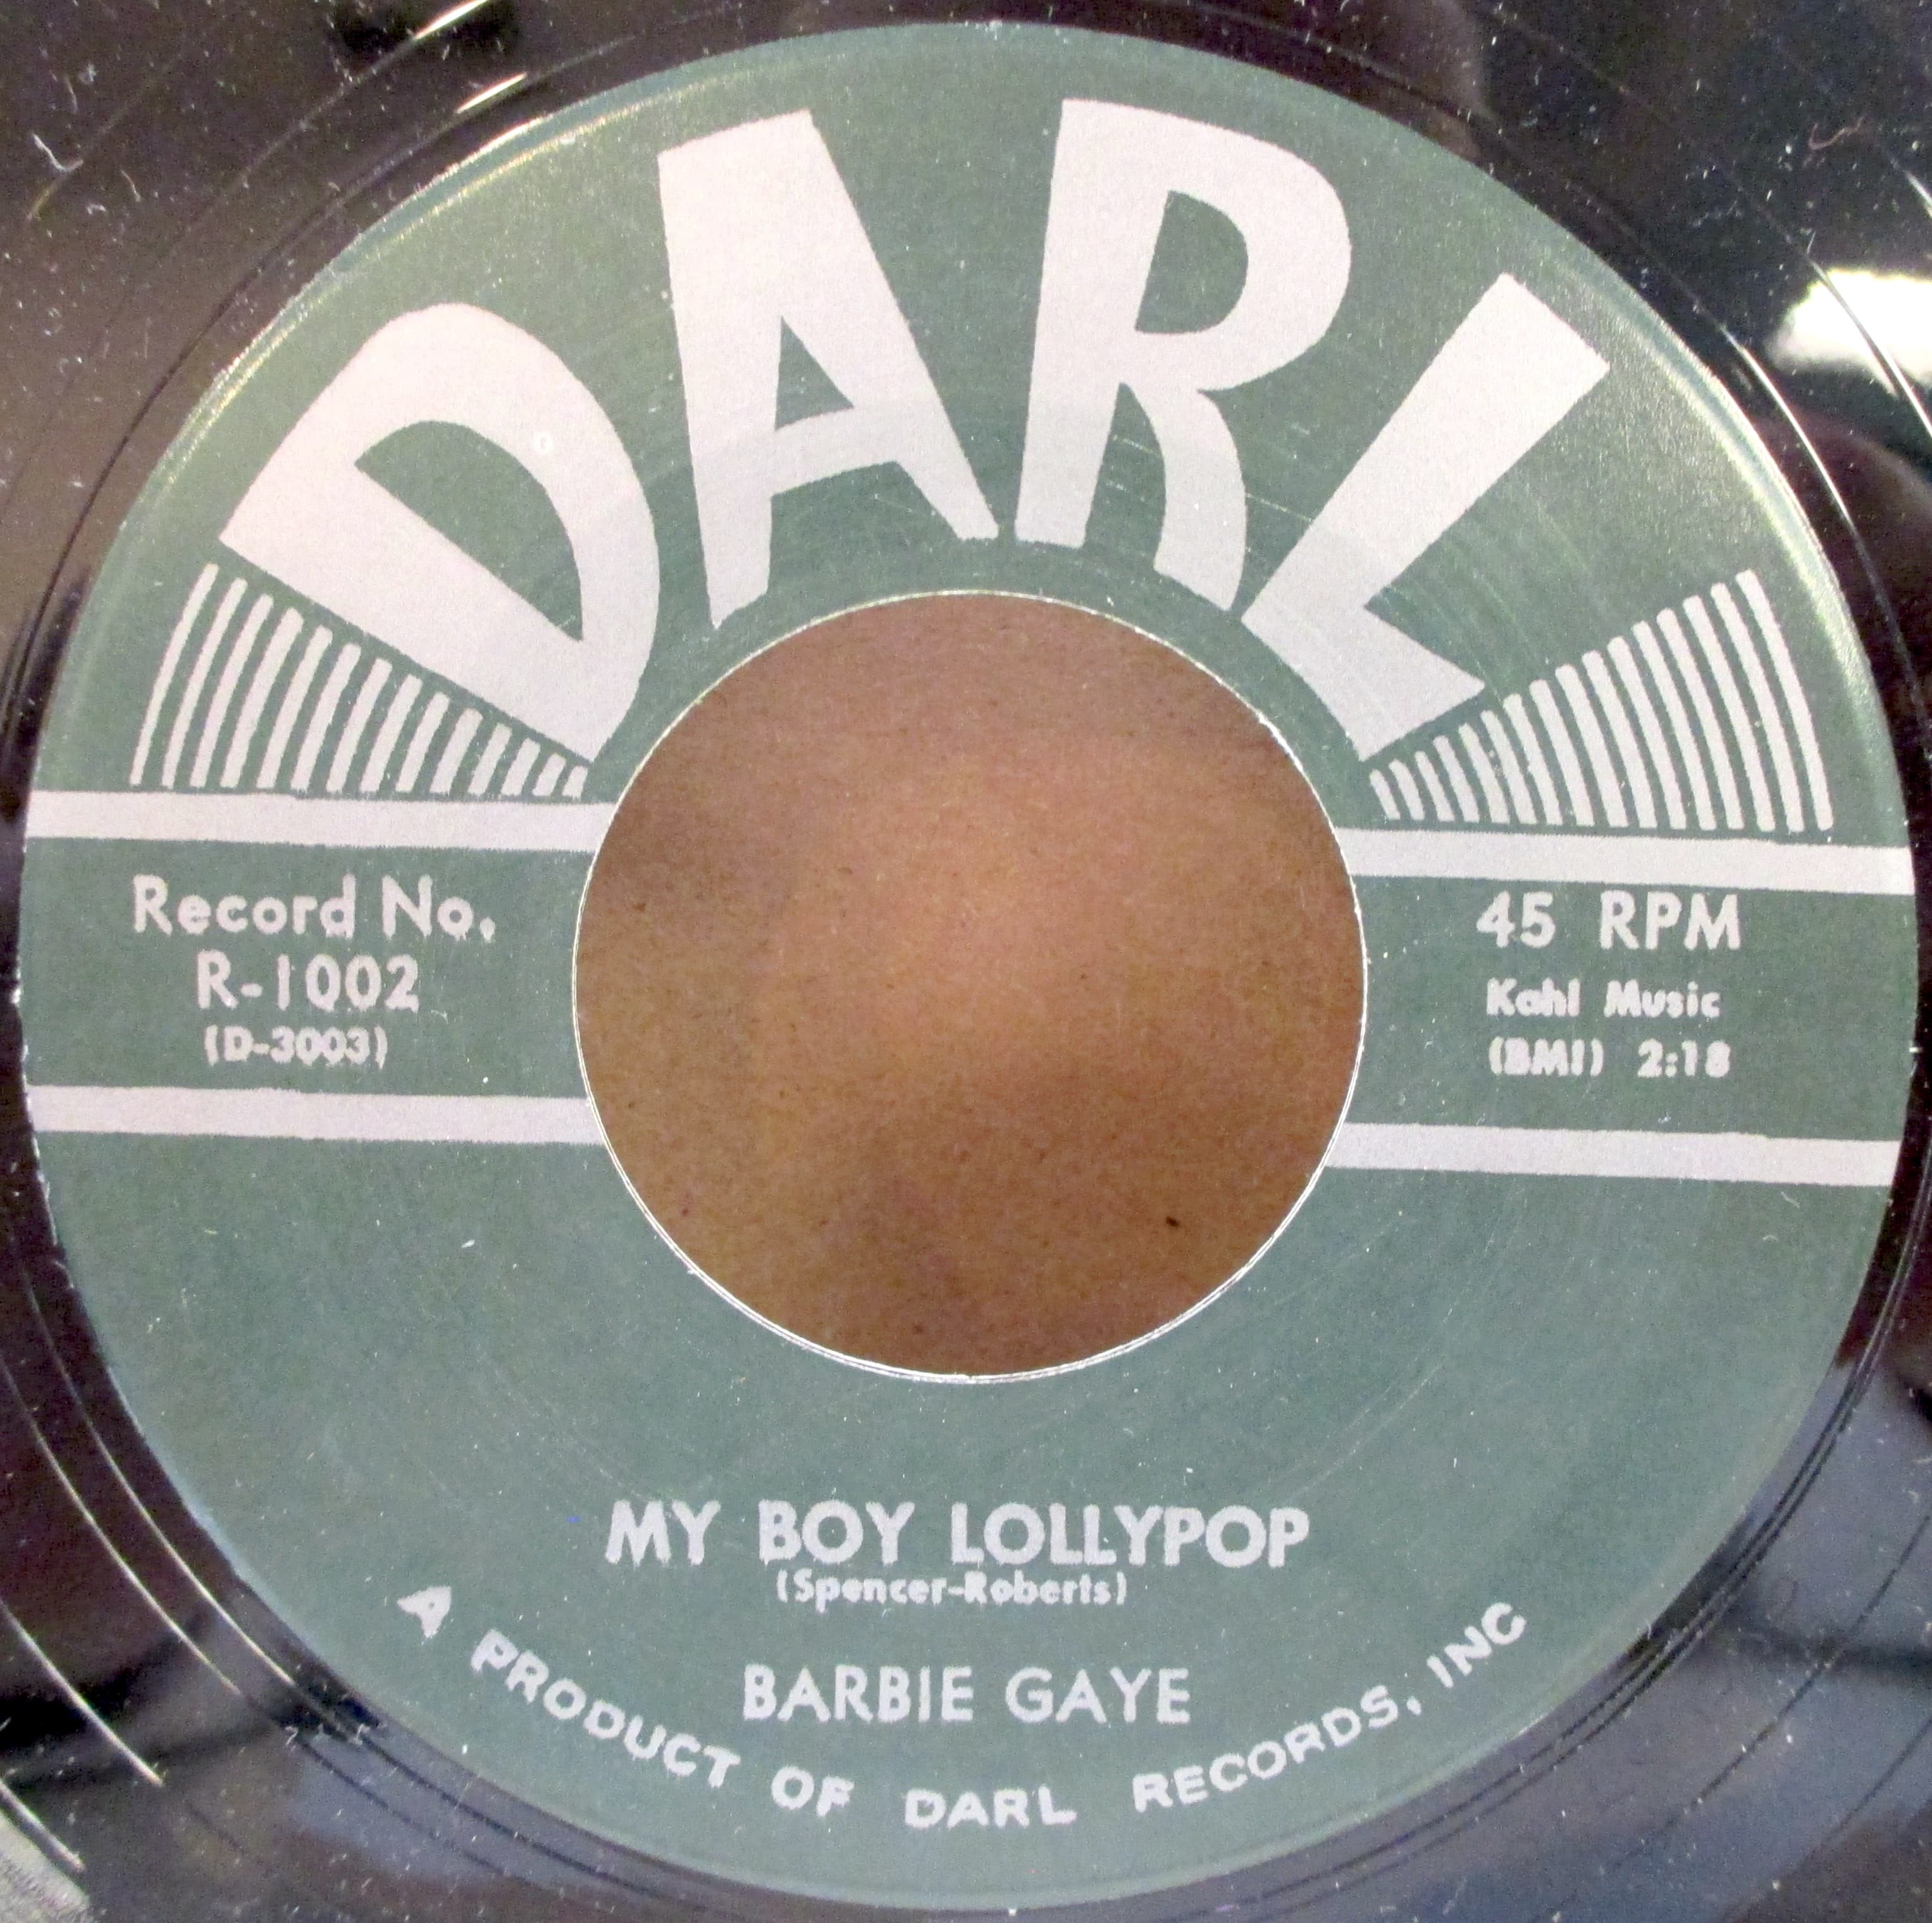 DARL
Record No.
R-1002
(D-3003)
45 RPM
Kahl Music
(BMI) 2:18
MY BOY LOLLYPOP
(Spencer-Roberts)
BARBIE GAYE
A PRODUCT OF DARL RECORDS, INC